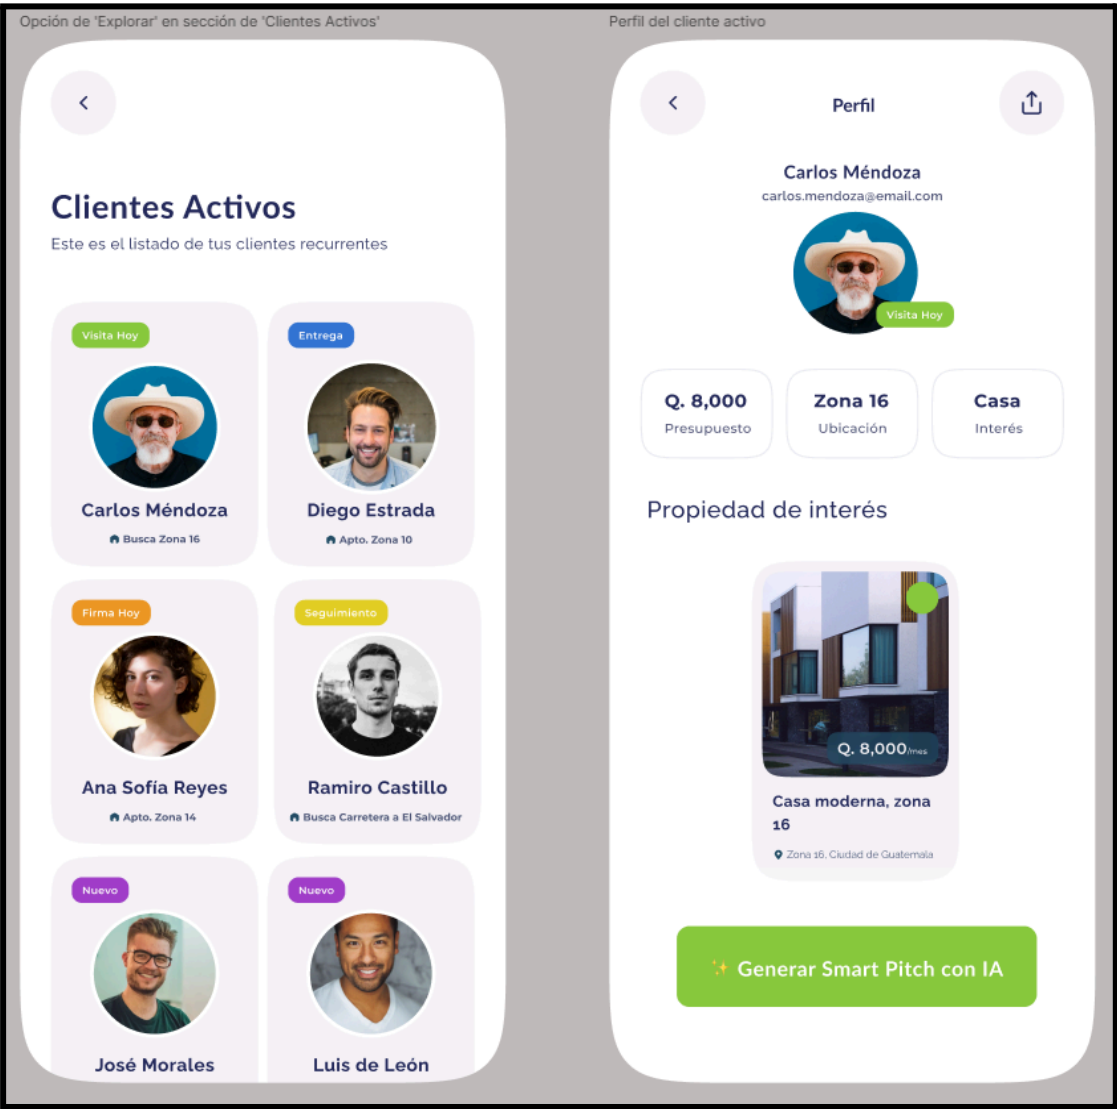 Opción de 'Explorar' en sección de 'Clientes Activos'
Clientes Activos
Este es el listado de tus clientes recurrentes
Visita Hoy
Carlos Méndoza
Busca Zona 16
Entrega
Diego Estrada
Apto. Zona 10
Firma Hoy
Ana Sofía Reyes
Apto. Zona 14
Seguimiento
Ramiro Castillo
Busca Carretera a El Salvador
Nuevo
José Morales
Nuevo
Luis de León
Perfil del cliente activo
Perfil
Carlos Méndoza
carlos.mendoza@email.com
Visita Hoy
Q. 8,000
Presupuesto
Zona 16
Ubicación
Casa
Interés
Propiedad de interés
Q. 8,000/mes
Casa moderna, zona
16
Zona 16, Ciudad de Guatemala
✨ Generar Smart Pitch con IA